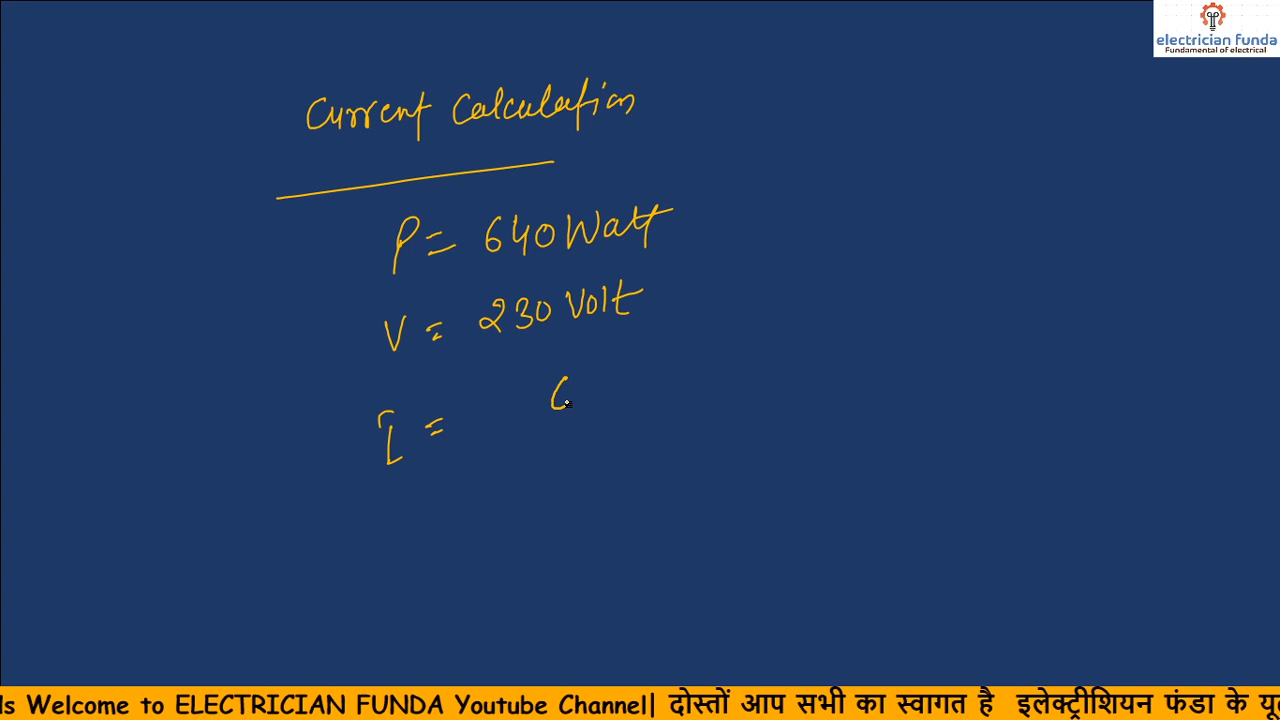 electrician funda
Fundamental of electrical
Current Calculation
P = 640 Watt
V = 230 Volt
I = 6
ls Welcome to ELECTRICIAN FUNDA Youtube Channel| दोस्तों आप सभी का स्वागत है इलेक्ट्रीशियन फंडा के यू